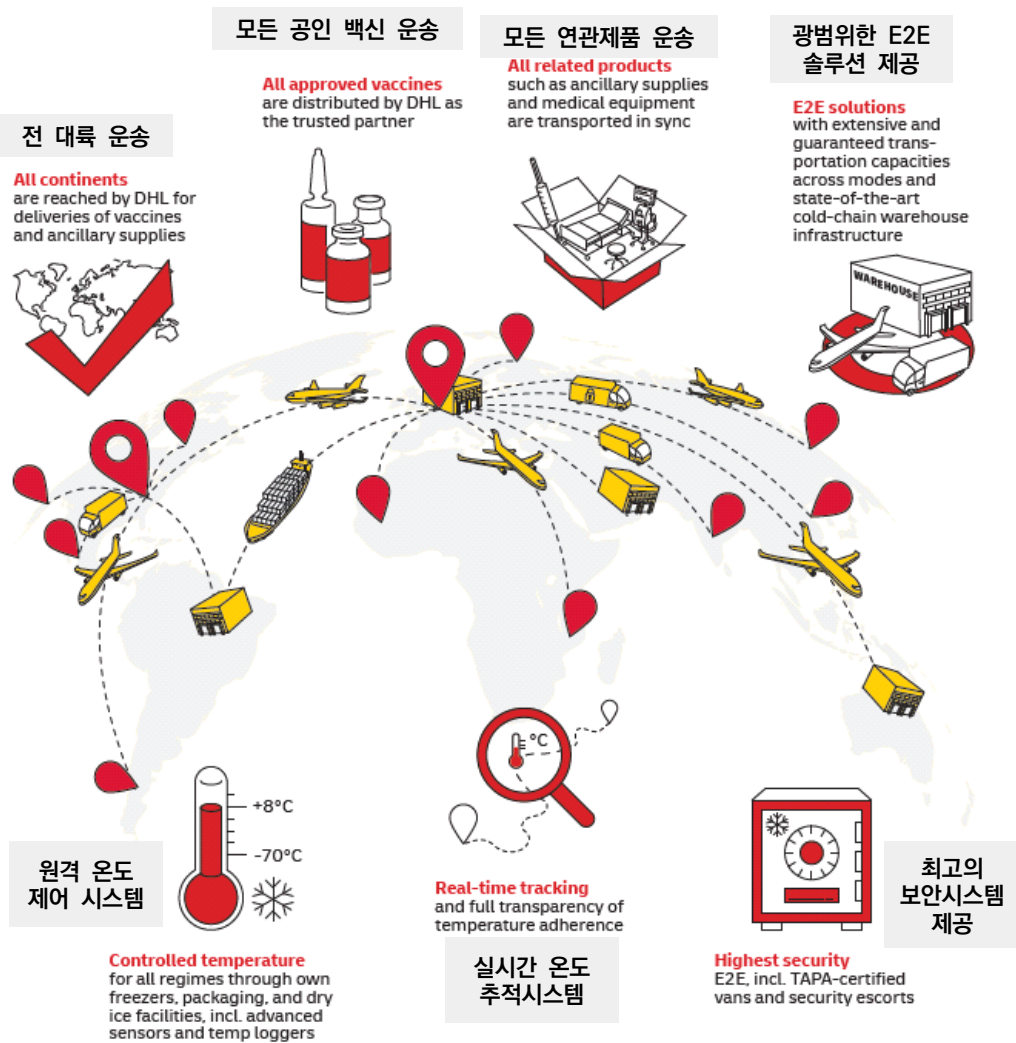 모든 공인 백신 운송
All approved vaccines
are distributed by DHL as
the trusted partner
모든 연관제품 운송
All related products
such as ancillary supplies
and medical equipment
are transported in sync
광범위한 E2E
솔루션 제공
E2E solutions
with extensive and
guaranteed trans-
portation capacities
across modes and
state-of-the-art
cold-chain warehouse
infrastructure
전 대륙 운송
All continents
are reached by DHL for
deliveries of vaccines
and ancillary supplies
WAREHOUSE
+8°C
-70°C
원격 온도
제어 시스템
Controlled temperature
for all regimes through own
freezers, packaging, and dry
ice facilities, incl. advanced
sensors and temp loggers
°C
Real-time tracking
and full transparency of
temperature adherence
실시간 온도
추적시스템
최고의
보안시스템
제공
Highest security
E2E, incl. TAPA-certified
vans and security escorts